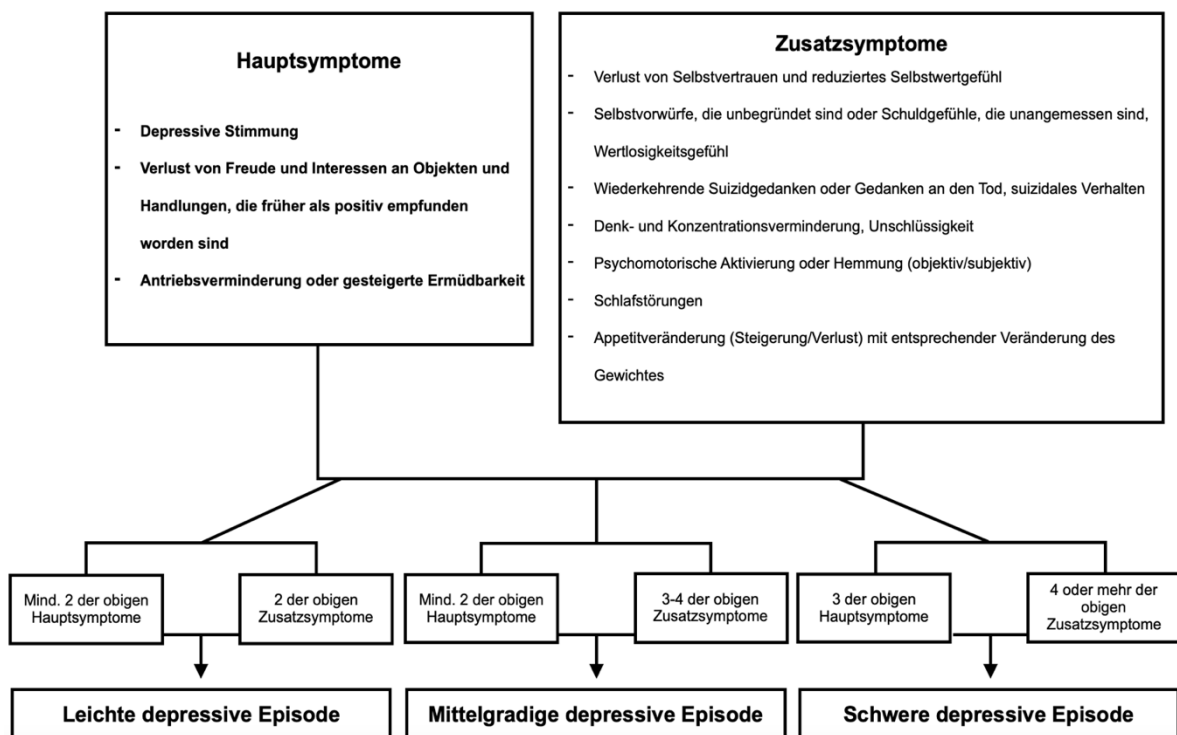 Hauptsymptome
- Depressive Stimmung
- Verlust von Freude und Interessen an Objekten und
Handlungen, die früher als positiv empfunden
worden sind
- Antriebsverminderung oder gesteigerte Ermüdbarkeit
Zusatzsymptome
- Verlust von Selbstvertrauen und reduziertes Selbstwertgefühl
- Selbstvorwürfe, die unbegründet sind oder Schuldgefühle, die unangemessen sind,
Wertlosigkeitsgefühl
- Wiederkehrende Suizidgedanken oder Gedanken an den Tod, suizidales Verhalten
- Denk- und Konzentrationsverminderung, Unschlüssigkeit
- Psychomotorische Aktivierung oder Hemmung (objektiv/subjektiv)
- Schlafstörungen
- Appetitveränderung (Steigerung/Verlust) mit entsprechender Veränderung des
Gewichtes
Mind. 2 der obigen
Hauptsymptome
2 der obigen
Zusatzsymptome
Mind. 2 der obigen
Hauptsymptome
3-4 der obigen
Zusatzsymptome
3 der obigen
Hauptsymptome
4 oder mehr der
obigen
Zusatzsymptome
Leichte depressive Episode
Mittelgradige depressive Episode
Schwere depressive Episode